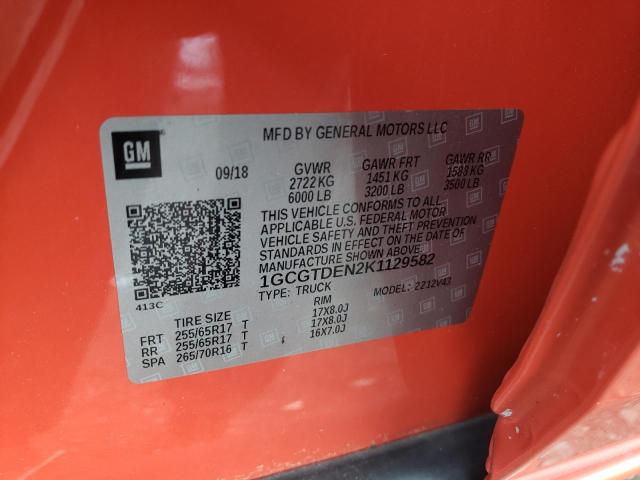 GM
MFD BY GENERAL MOTORS LLC
09/18
GVWR GAWR FRT GAWR RR
2722 KG 1451 KG 1588 KG
6000 LB 3200 LB 3500 LB
THIS VEHICLE CONFORMS TO ALL
APPLICABLE U.S. FEDERAL MOTOR
VEHICLE SAFETY AND THEFT PREVENTION
STANDARDS IN EFFECT ON THE DATE OF
MANUFACTURE SHOWN ABOVE
1GCGTDEN2K1129582
TYPE: TRUCK MODEL: 2212V43
413C
TIRE SIZE RIM
FRT 255/65R17 T 17X8.0J
RR 255/65R17 T 17X8.0J
SPA 265/70R16 T 16X7.0J